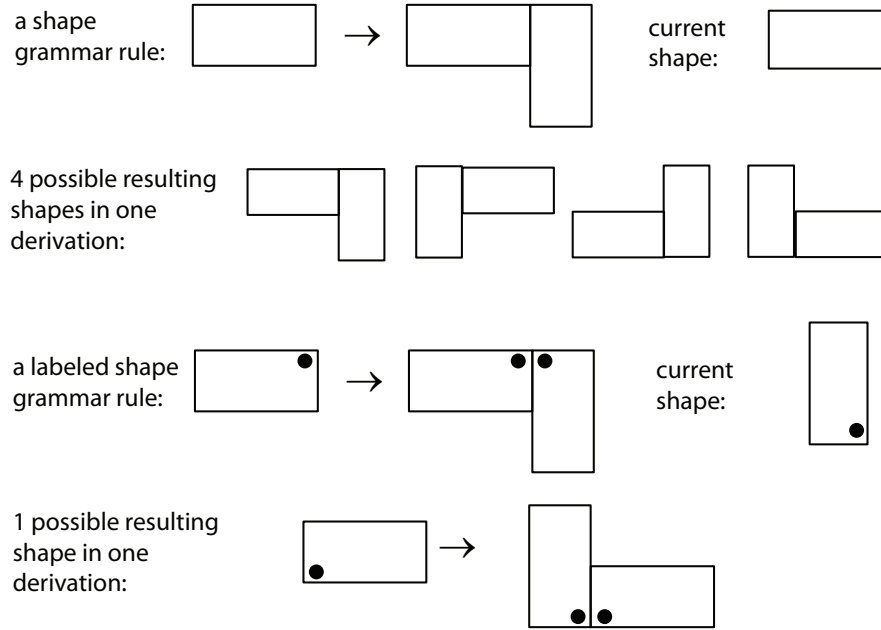 a shape
grammar rule:
→
current
shape:
4 possible resulting
shapes in one
derivation:
a labeled shape
grammar rule:
→
current
shape:
1 possible resulting
shape in one
derivation:
→